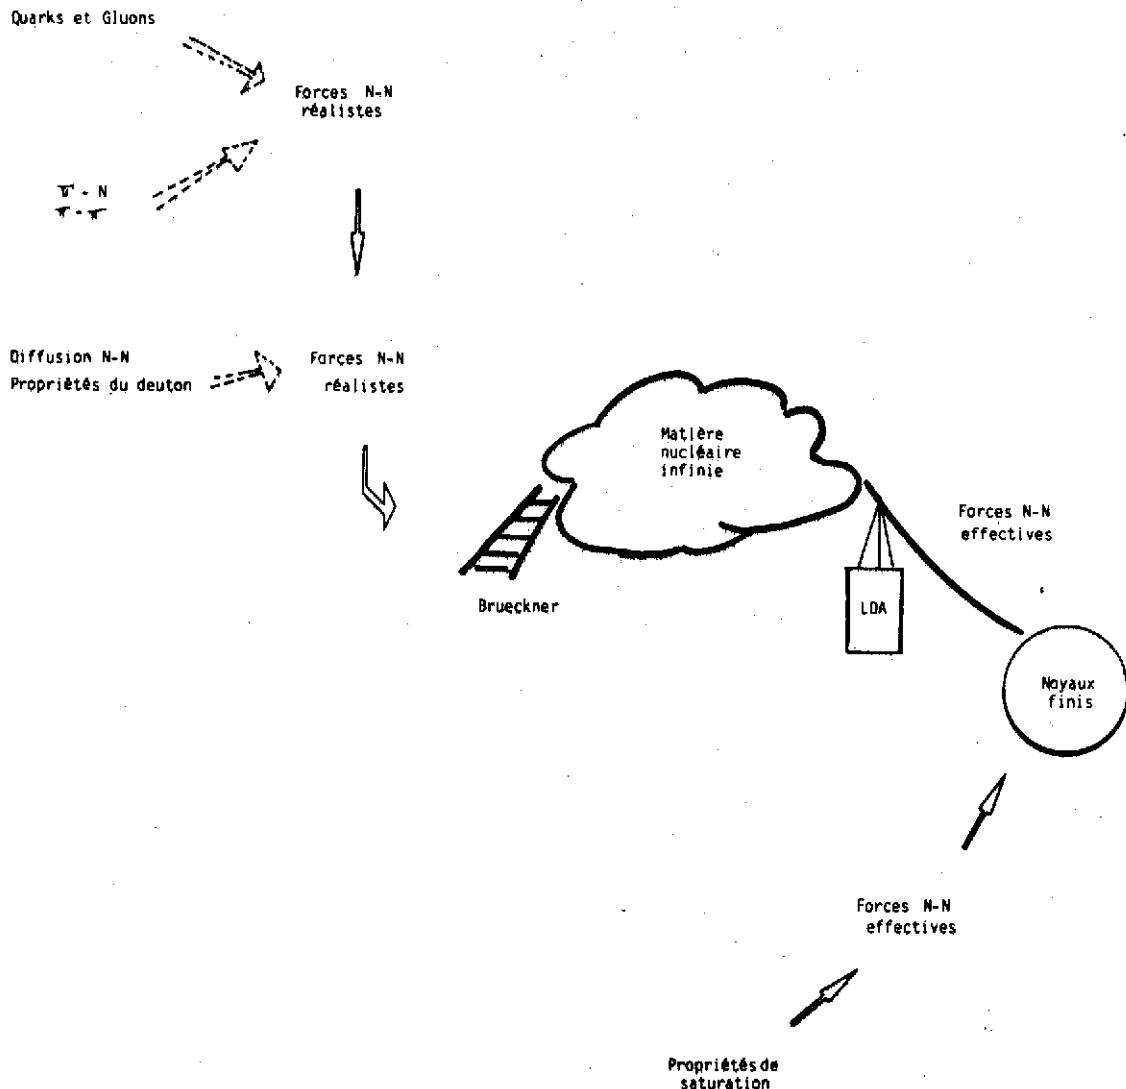 Quarks et Gluons
Forces N-N
réalistes
π - N
π - π
Diffusion N-N
Propriétés du deuton
Forces N-N
réalistes
Matière
nucléaire
infinie
Brueckner
Forces N-N
effectives
LDA
Noyaux
finis
Forces N-N
effectives
Propriétés de
saturation